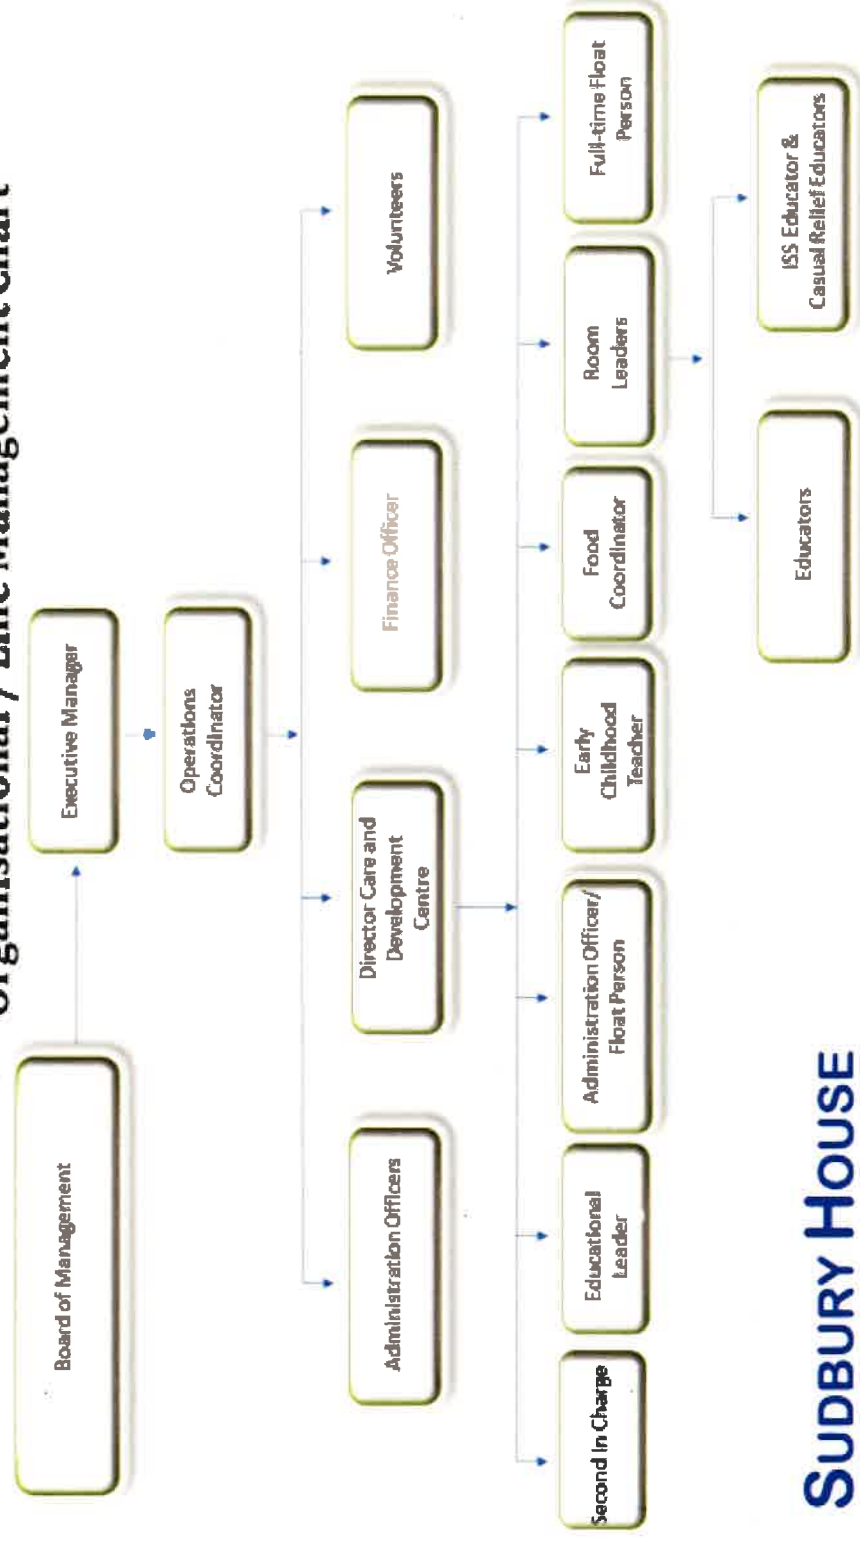 Organisational / Line Management Chart
Board of Management
Executive Manager
Operations
Coordinator
Administration Officers
Director Care and
Development
Centre
Finance Officer
Volunteers
Second In Charge
Educational
Leader
Administration Officer/
Float Person
Early
Childhood
Teacher
Food
Coordinator
Room
Leaders
Full-time Float
Person
Educators
ISS Educator &
Casual Relief Educators
SUDBURY HOUSE